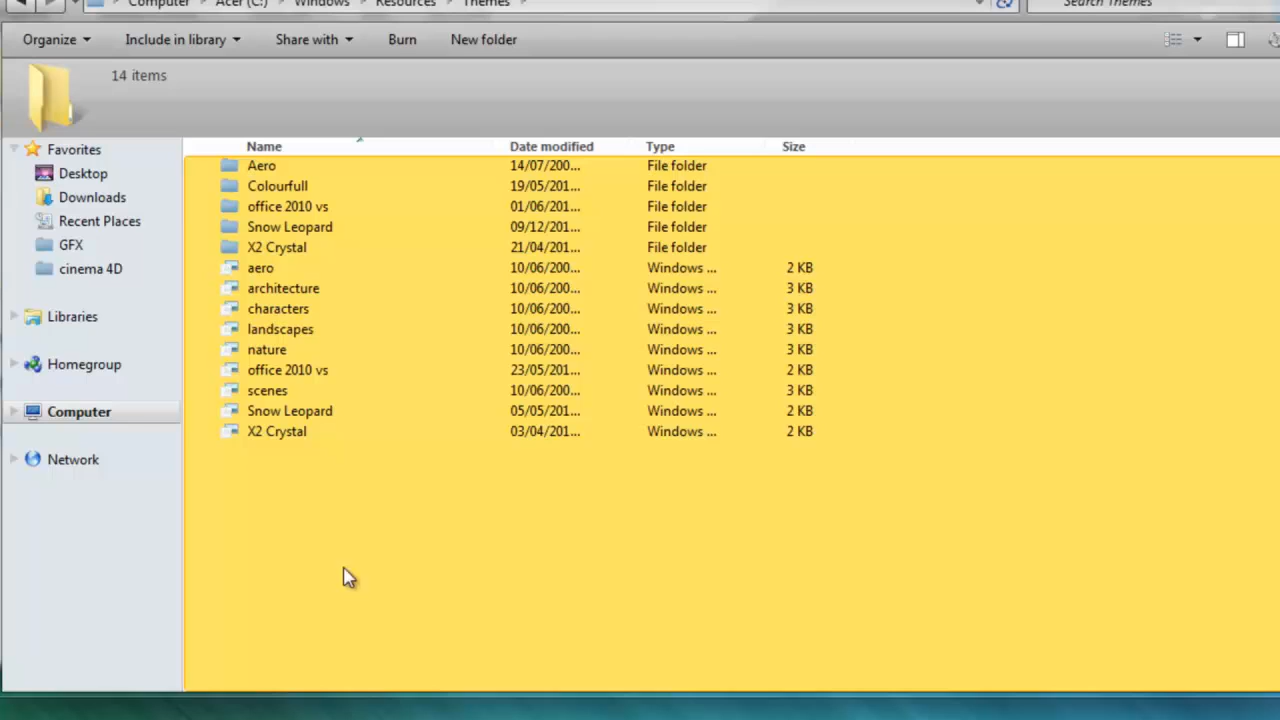 Computer Acer (C:) Windows Resources Themes Search Themes
Organize Include in library Share with Burn New folder
14 items
Name Date modified Type Size
Favorites
Desktop
Downloads
Recent Places
GFX
cinema 4D
Libraries
Homegroup
Computer
Network
Aero 14/07/200... File folder
Colourfull 19/05/201... File folder
office 2010 vs 01/06/201... File folder
Snow Leopard 09/12/201... File folder
X2 Crystal 21/04/201... File folder
aero 10/06/200... Windows ... 2 KB
architecture 10/06/200... Windows ... 3 KB
characters 10/06/200... Windows ... 3 KB
landscapes 10/06/200... Windows ... 3 KB
nature 10/06/200... Windows ... 3 KB
office 2010 vs 23/05/201... Windows ... 2 KB
scenes 10/06/200... Windows ... 3 KB
Snow Leopard 05/05/201... Windows ... 2 KB
X2 Crystal 03/04/201... Windows ... 2 KB